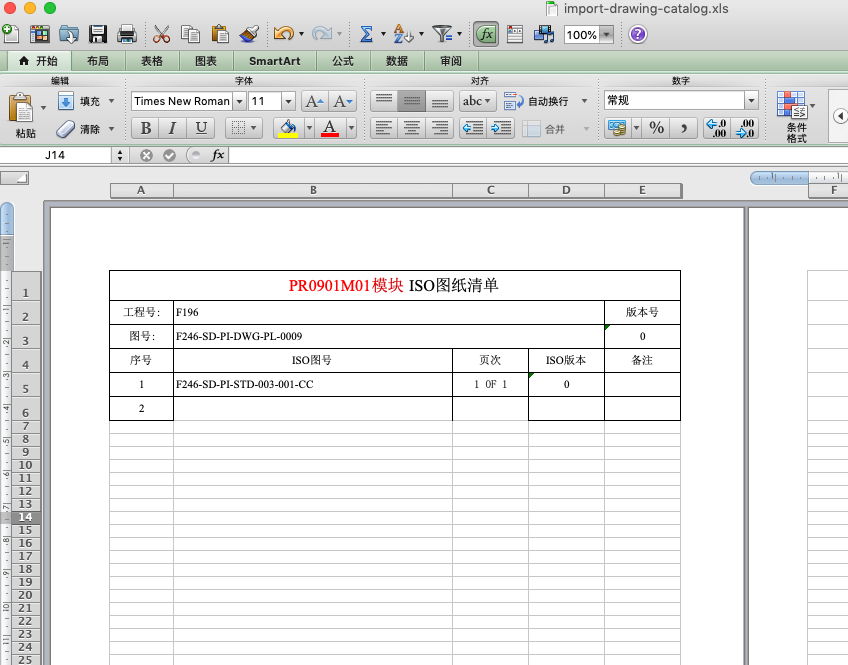 import-drawing-catalog.xls
100%
开始 布局 表格 图表 SmartArt 公式 数据 审阅
编辑 字体 对齐 数字
粘贴 填充 Times New Roman 11 A A abc 自动换行 常规 条件格式
清除 B I U A 合并 % .0 .00 .00 .0
J14 fx
A B C D E F
1 PR0901M01模块 ISO图纸清单
2 工程号: F196 版本号
3 图号: F246-SD-PI-DWG-PL-0009 0
4 序号 ISO图号 页次 ISO版本 备注
5 1 F246-SD-PI-STD-003-001-CC 1 OF 1 0
6 2
7
8
9
10
11
12
13
14
15
16
17
18
19
20
21
22
23
24
25